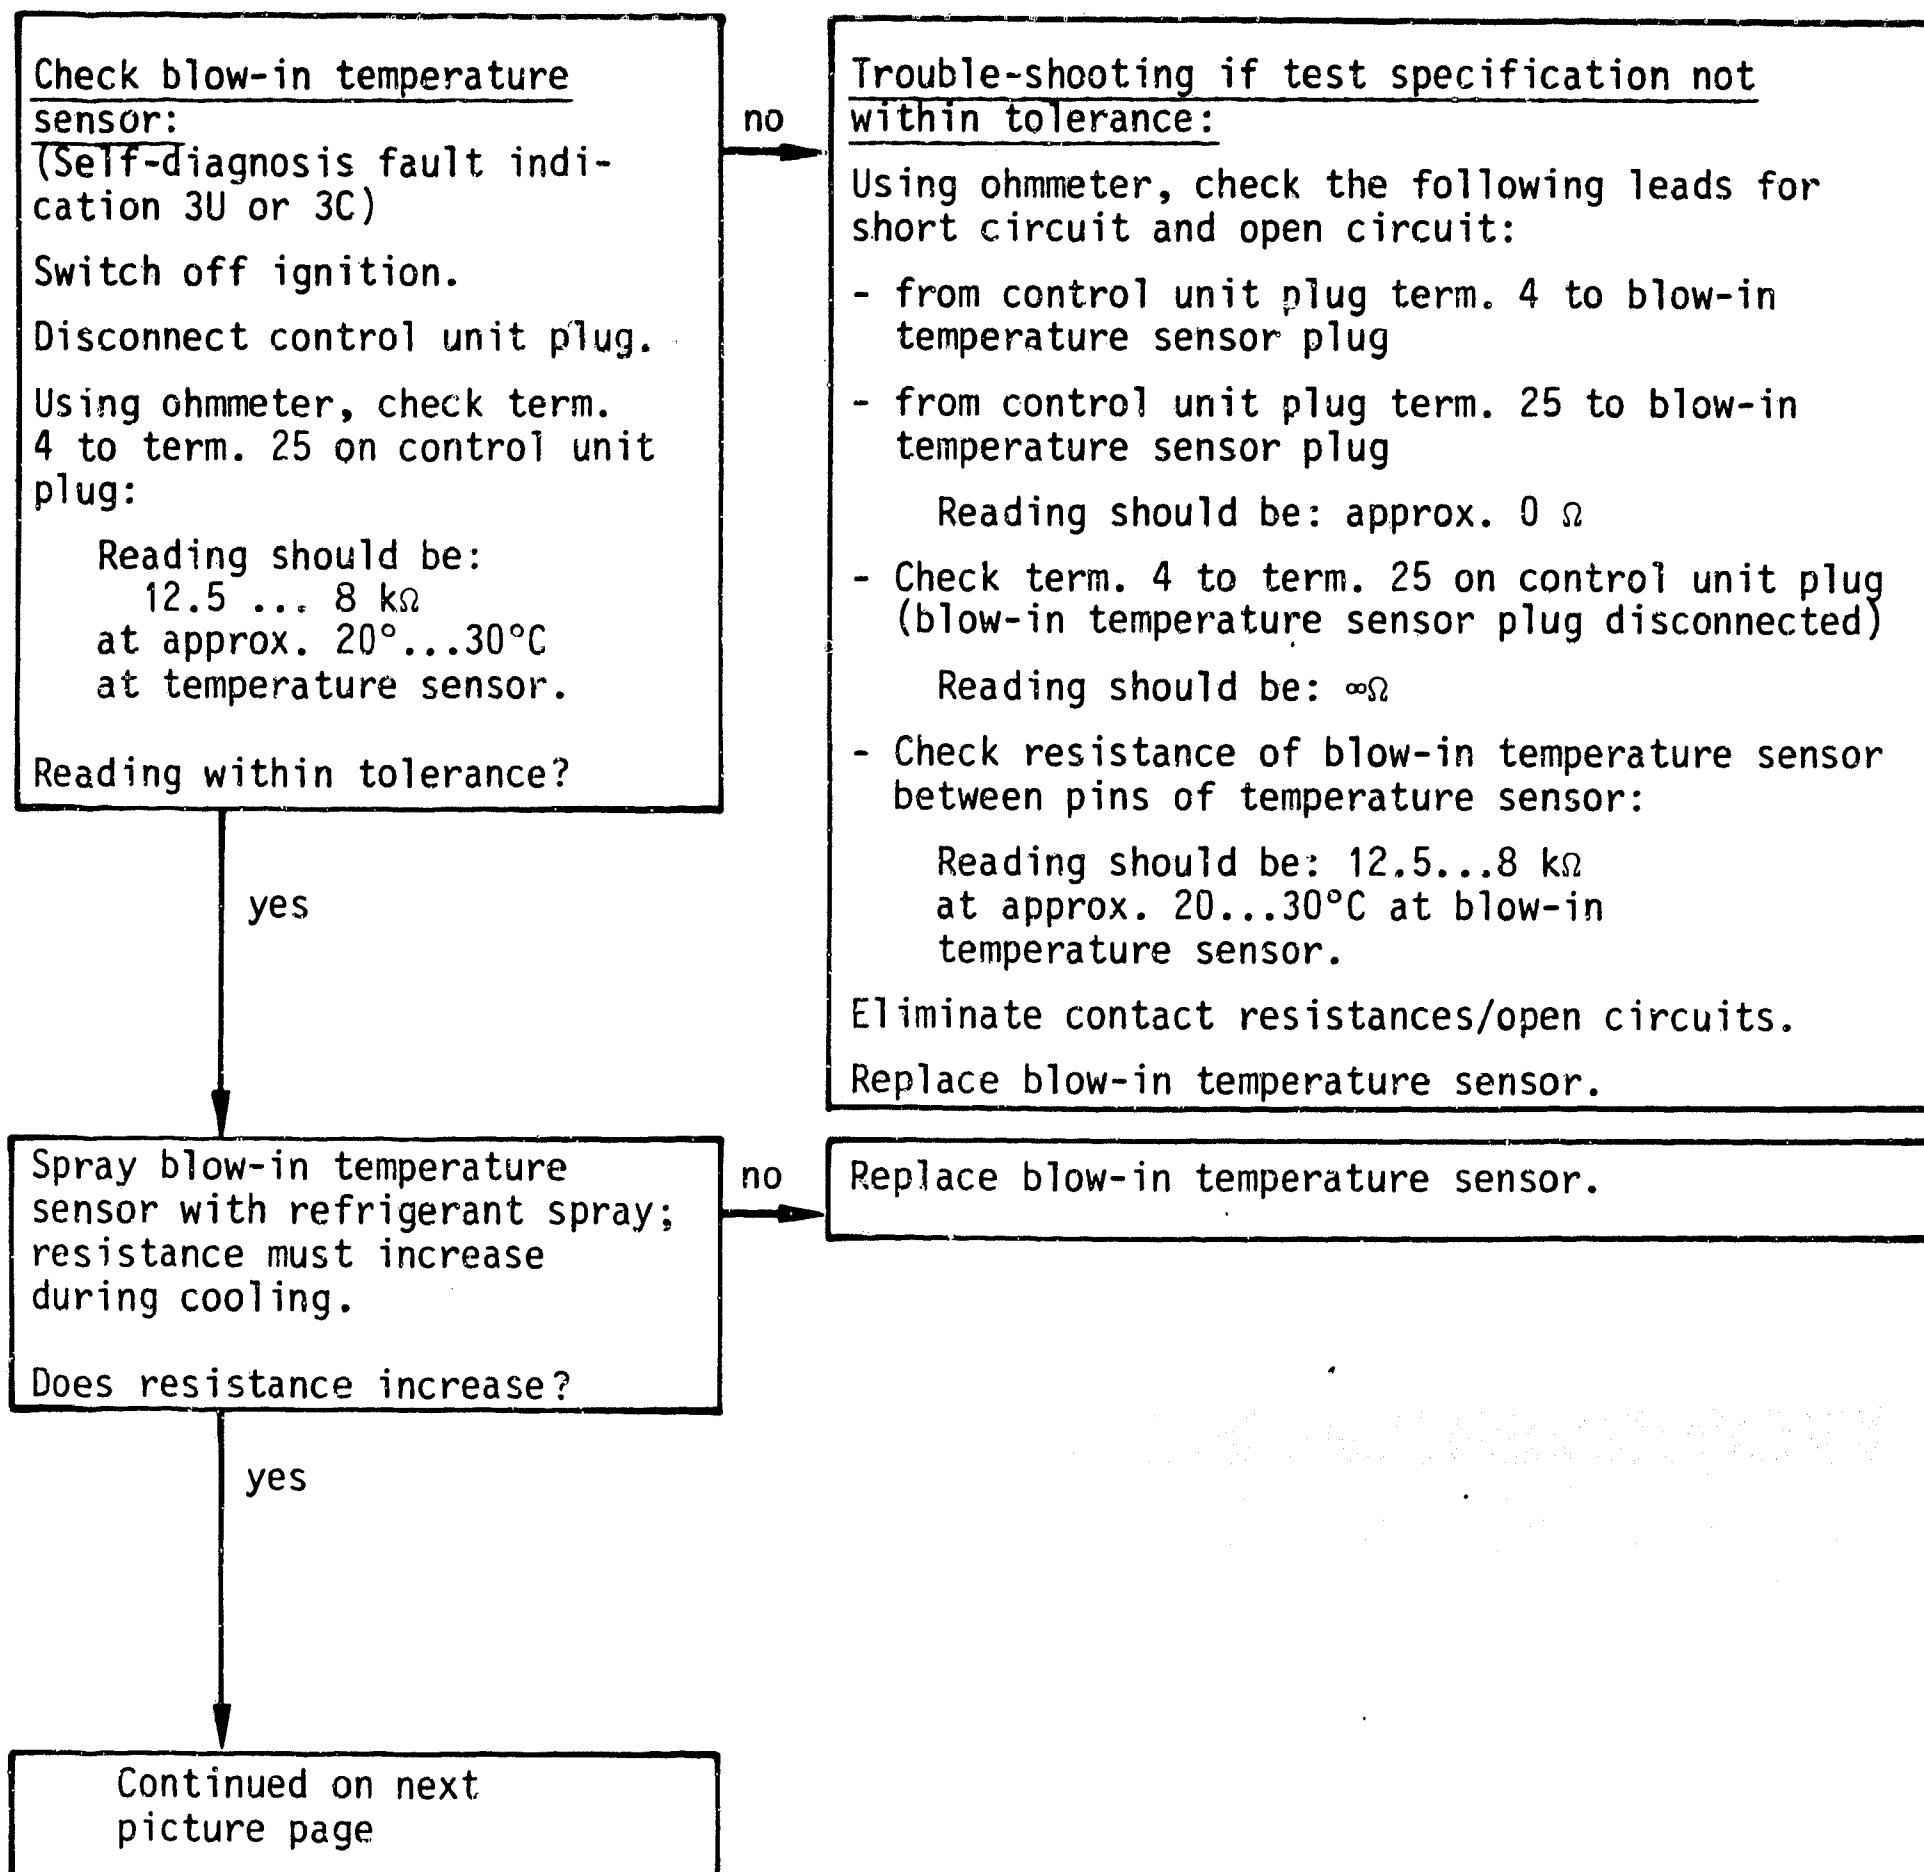 Check blow-in temperature
sensor:
(Self-diagnosis fault indi-
cation 3U or 3C)
Switch off ignition.
Disconnect control unit plug.
Using ohmmeter, check term.
4 to term. 25 on control unit
plug:
Reading should be:
12.5 ... 8 kΩ
at approx. 20°...30°C
at temperature sensor.
Reading within tolerance?
no
Trouble-shooting if test specification not
within tolerance:
Using ohmmeter, check the following leads for
short circuit and open circuit:
- from control unit plug term. 4 to blow-in
temperature sensor plug
- from control unit plug term. 25 to blow-in
temperature sensor plug
Reading should be: approx. 0 Ω
- Check term. 4 to term. 25 on control unit plug
(blow-in temperature sensor plug disconnected)
Reading should be: ∞Ω
- Check resistance of blow-in temperature sensor
between pins of temperature sensor:
Reading should be: 12.5...8 kΩ
at approx. 20...30°C at blow-in
temperature sensor.
Eliminate contact resistances/open circuits.
Replace blow-in temperature sensor.
yes
Spray blow-in temperature
sensor with refrigerant spray;
resistance must increase
during cooling.
Does resistance increase?
no
Replace blow-in temperature sensor.
yes
Continued on next
picture page